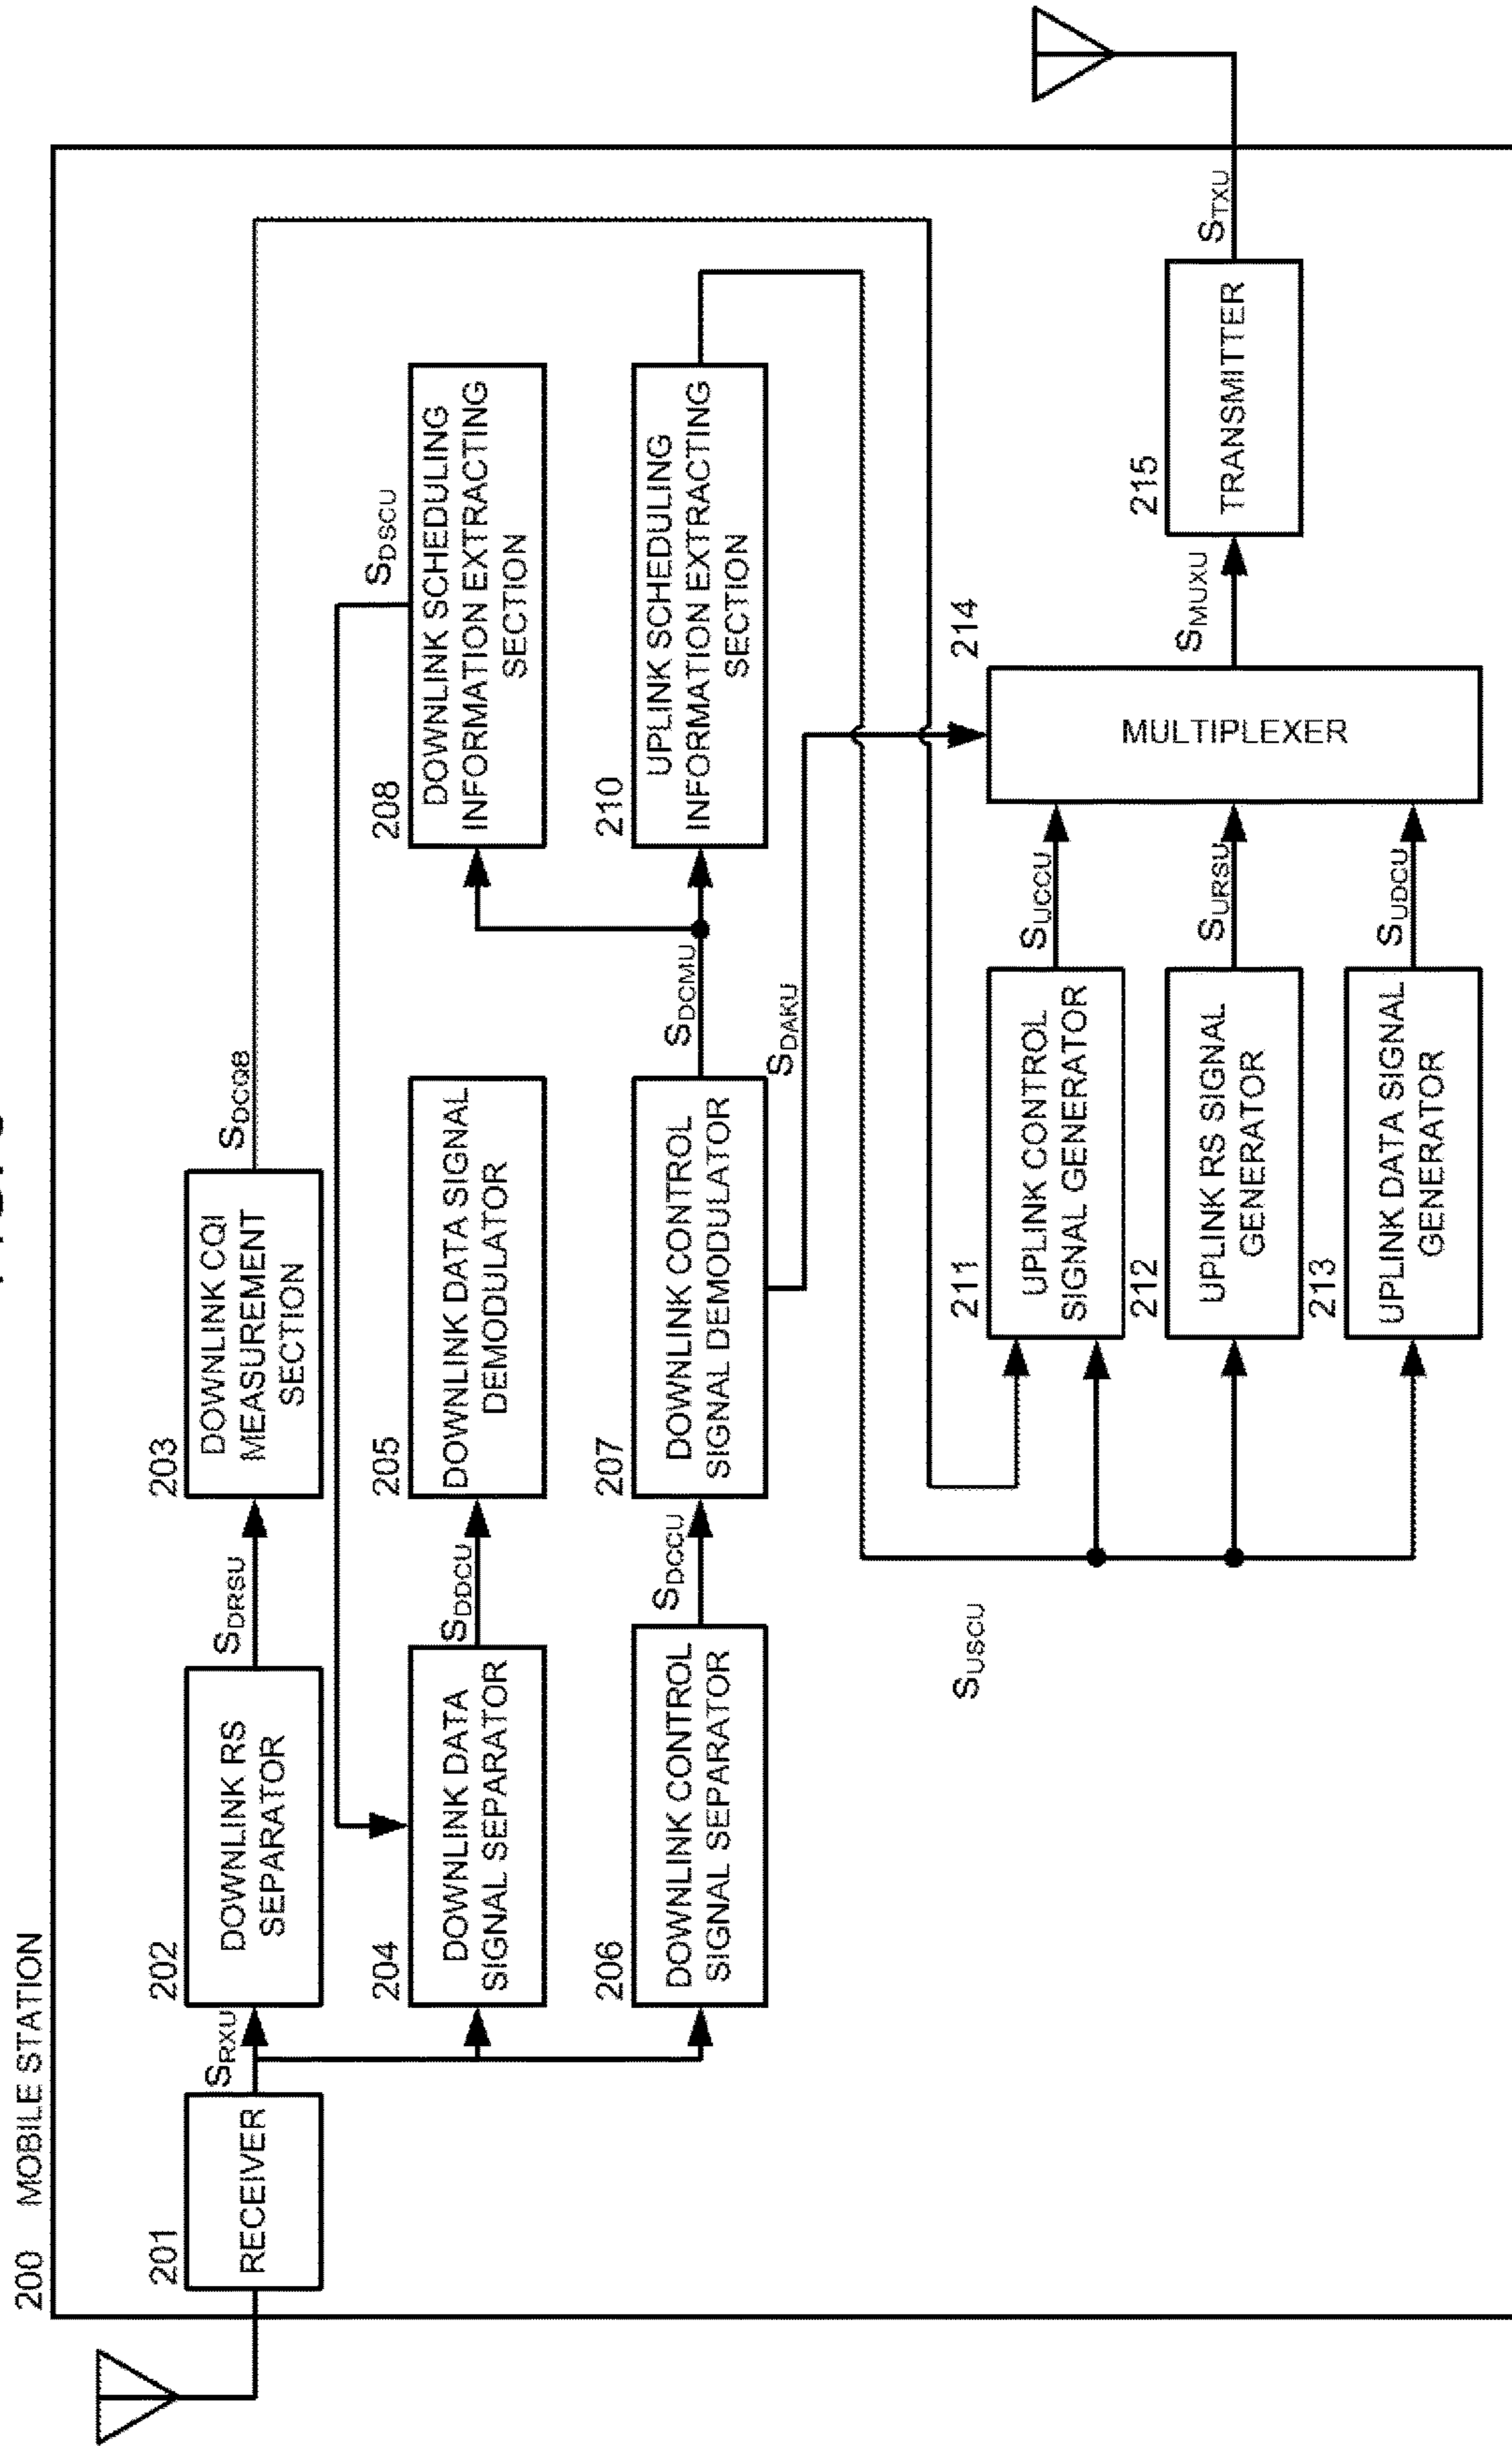 200 MOBILE STATION
201
RECEIVER
SRXU
202
DOWNLINK RS
SEPARATOR
SDRSU
203
DOWNLINK CQI
MEASUREMENT
SECTION
SDCQB
204
DOWNLINK DATA
SIGNAL SEPARATOR
SDDCU
205
DOWNLINK DATA SIGNAL
DEMODULATOR
SDSCU
208
DOWNLINK SCHEDULING
INFORMATION EXTRACTING
SECTION
206
DOWNLINK CONTROL
SIGNAL SEPARATOR
SDCCU
207
DOWNLINK CONTROL
SIGNAL DEMODULATOR
SDCMU
SDAKU
210
UPLINK SCHEDULING
INFORMATION EXTRACTING
SECTION
SUSCU
211
UPLINK CONTROL
SIGNAL GENERATOR
SUCCU
212
UPLINK RS SIGNAL
GENERATOR
SURSU
213
UPLINK DATA SIGNAL
GENERATOR
SUDCU
214
MULTIPLEXER
SMUXU
215
TRANSMITTER
STXU